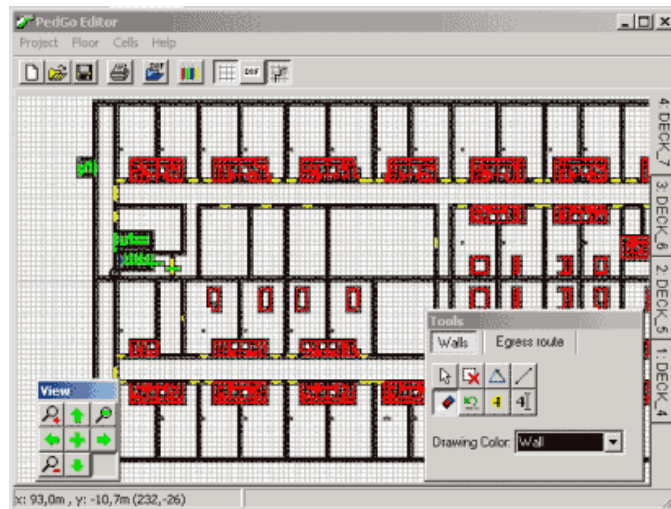 PedGo Editor
Project Floor Cells Help
DXF
4: DECK_7
3: DECK_6
2: DECK_5
1: DECK_4
Tools
Walls Egress route
Drawing Color: Wall
View
x: 93,0m , y: -10,7m (232,-26)